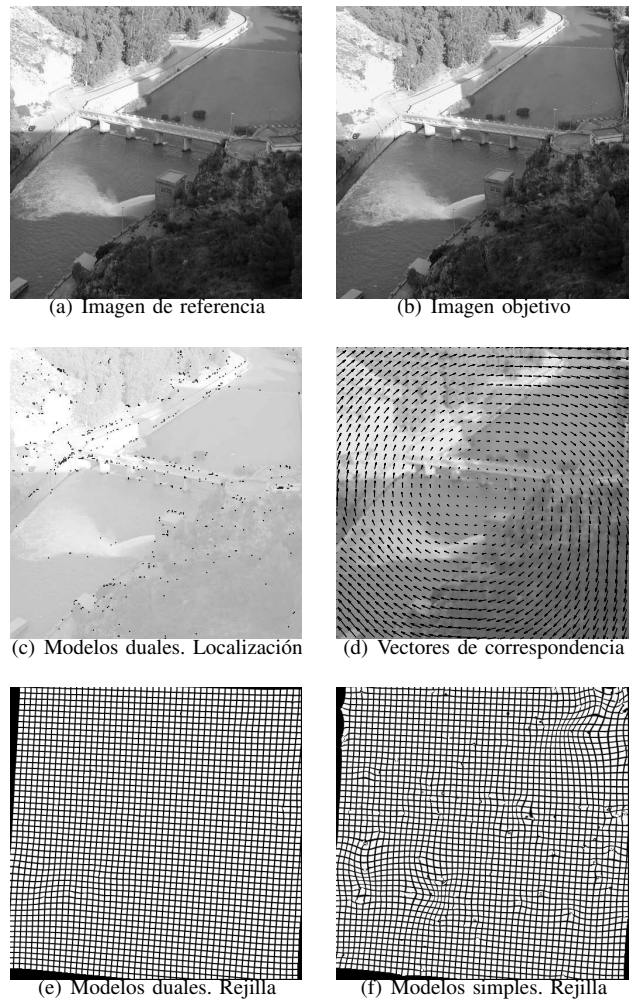 (a) Imagen de referencia
(b) Imagen objetivo
(c) Modelos duales. Localización
(d) Vectores de correspondencia
(e) Modelos duales. Rejilla
(f) Modelos simples. Rejilla